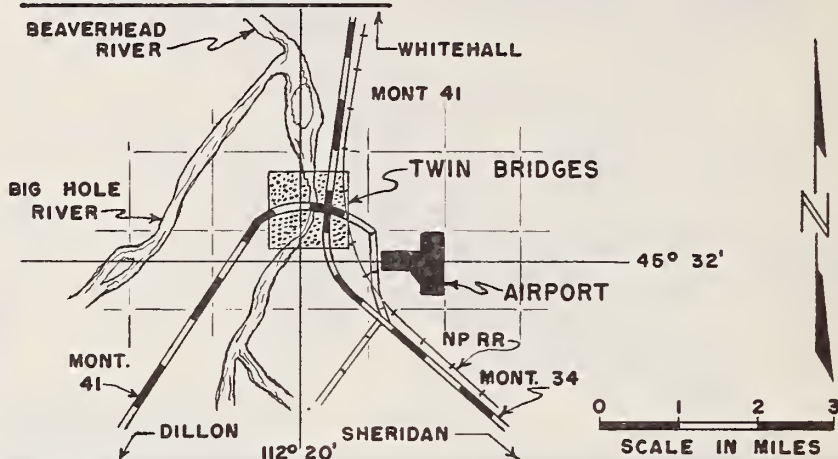 BEAVERHEAD
RIVER
WHITEHALL
MONT 41
TWIN BRIDGES
BIG HOLE
RIVER
45° 32'
AIRPORT
N
NP RR
MONT.
41
MONT. 34
0 1 2 3
DILLON
SHERIDAN
112° 20'
SCALE IN MILES